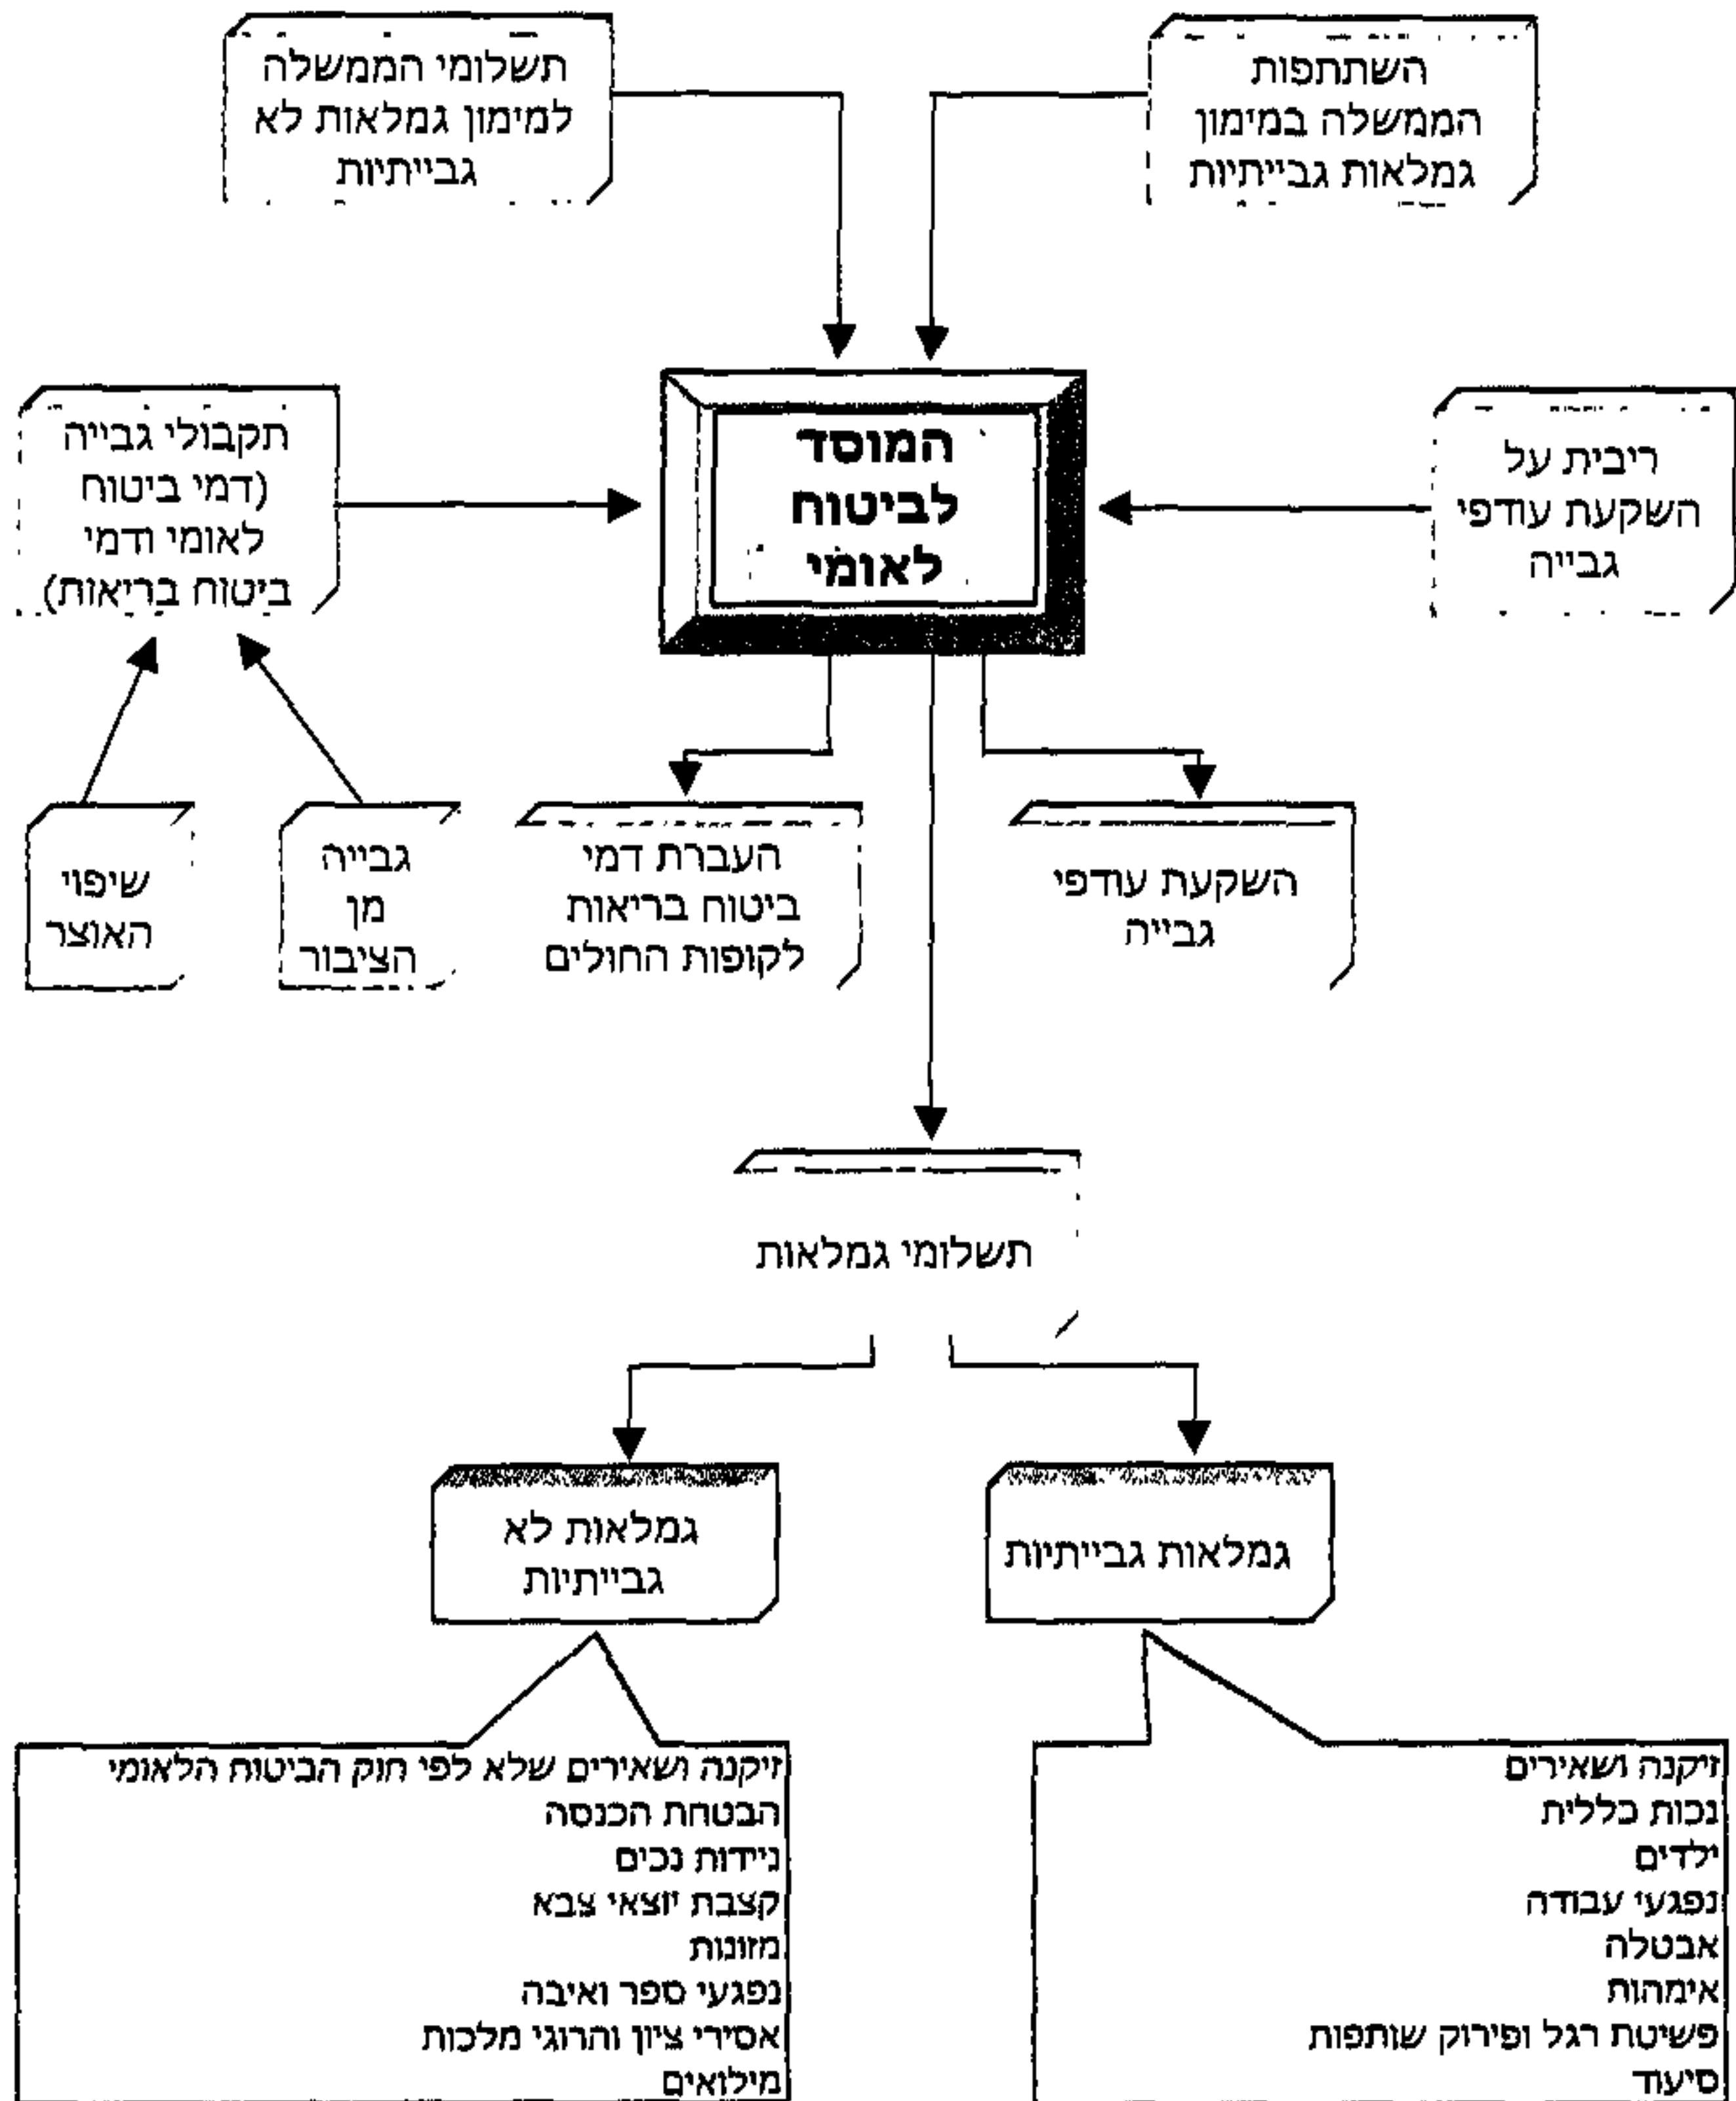 השתתפות
הממשלה במימון
גמלאות גבייתיות
תשלומי הממשלה
למימון גמלאות לא
גבייתיות
ריבית על
השקעת עודפי
גבייה
המוסד
לביטוח
לאומי
תקבולי גבייה
(דמי ביטוח
לאומי ודמי
ביטוח בריאות)
השקעת עודפי
גבייה
העברת דמי
ביטוח בריאות
לקופות החולים
גבייה
מן
הציבור
שיפוי
האוצר
תשלומי גמלאות
גמלאות גבייתיות
גמלאות לא
גבייתיות
זיקנה ושאירים
נכות כללית
ילדים
נפגעי עבודה
אבטלה
אימהות
פשיטת רגל ופירוק שותפות
סיעוד
זיקנה ושאירים שלא לפי חוק הביטוח הלאומי
הבטחת הכנסה
ניידות נכים
קצבת יוצאי צבא
מזונות
נפגעי ספר ואיבה
אסירי ציון והרוגי מלכות
מילואים